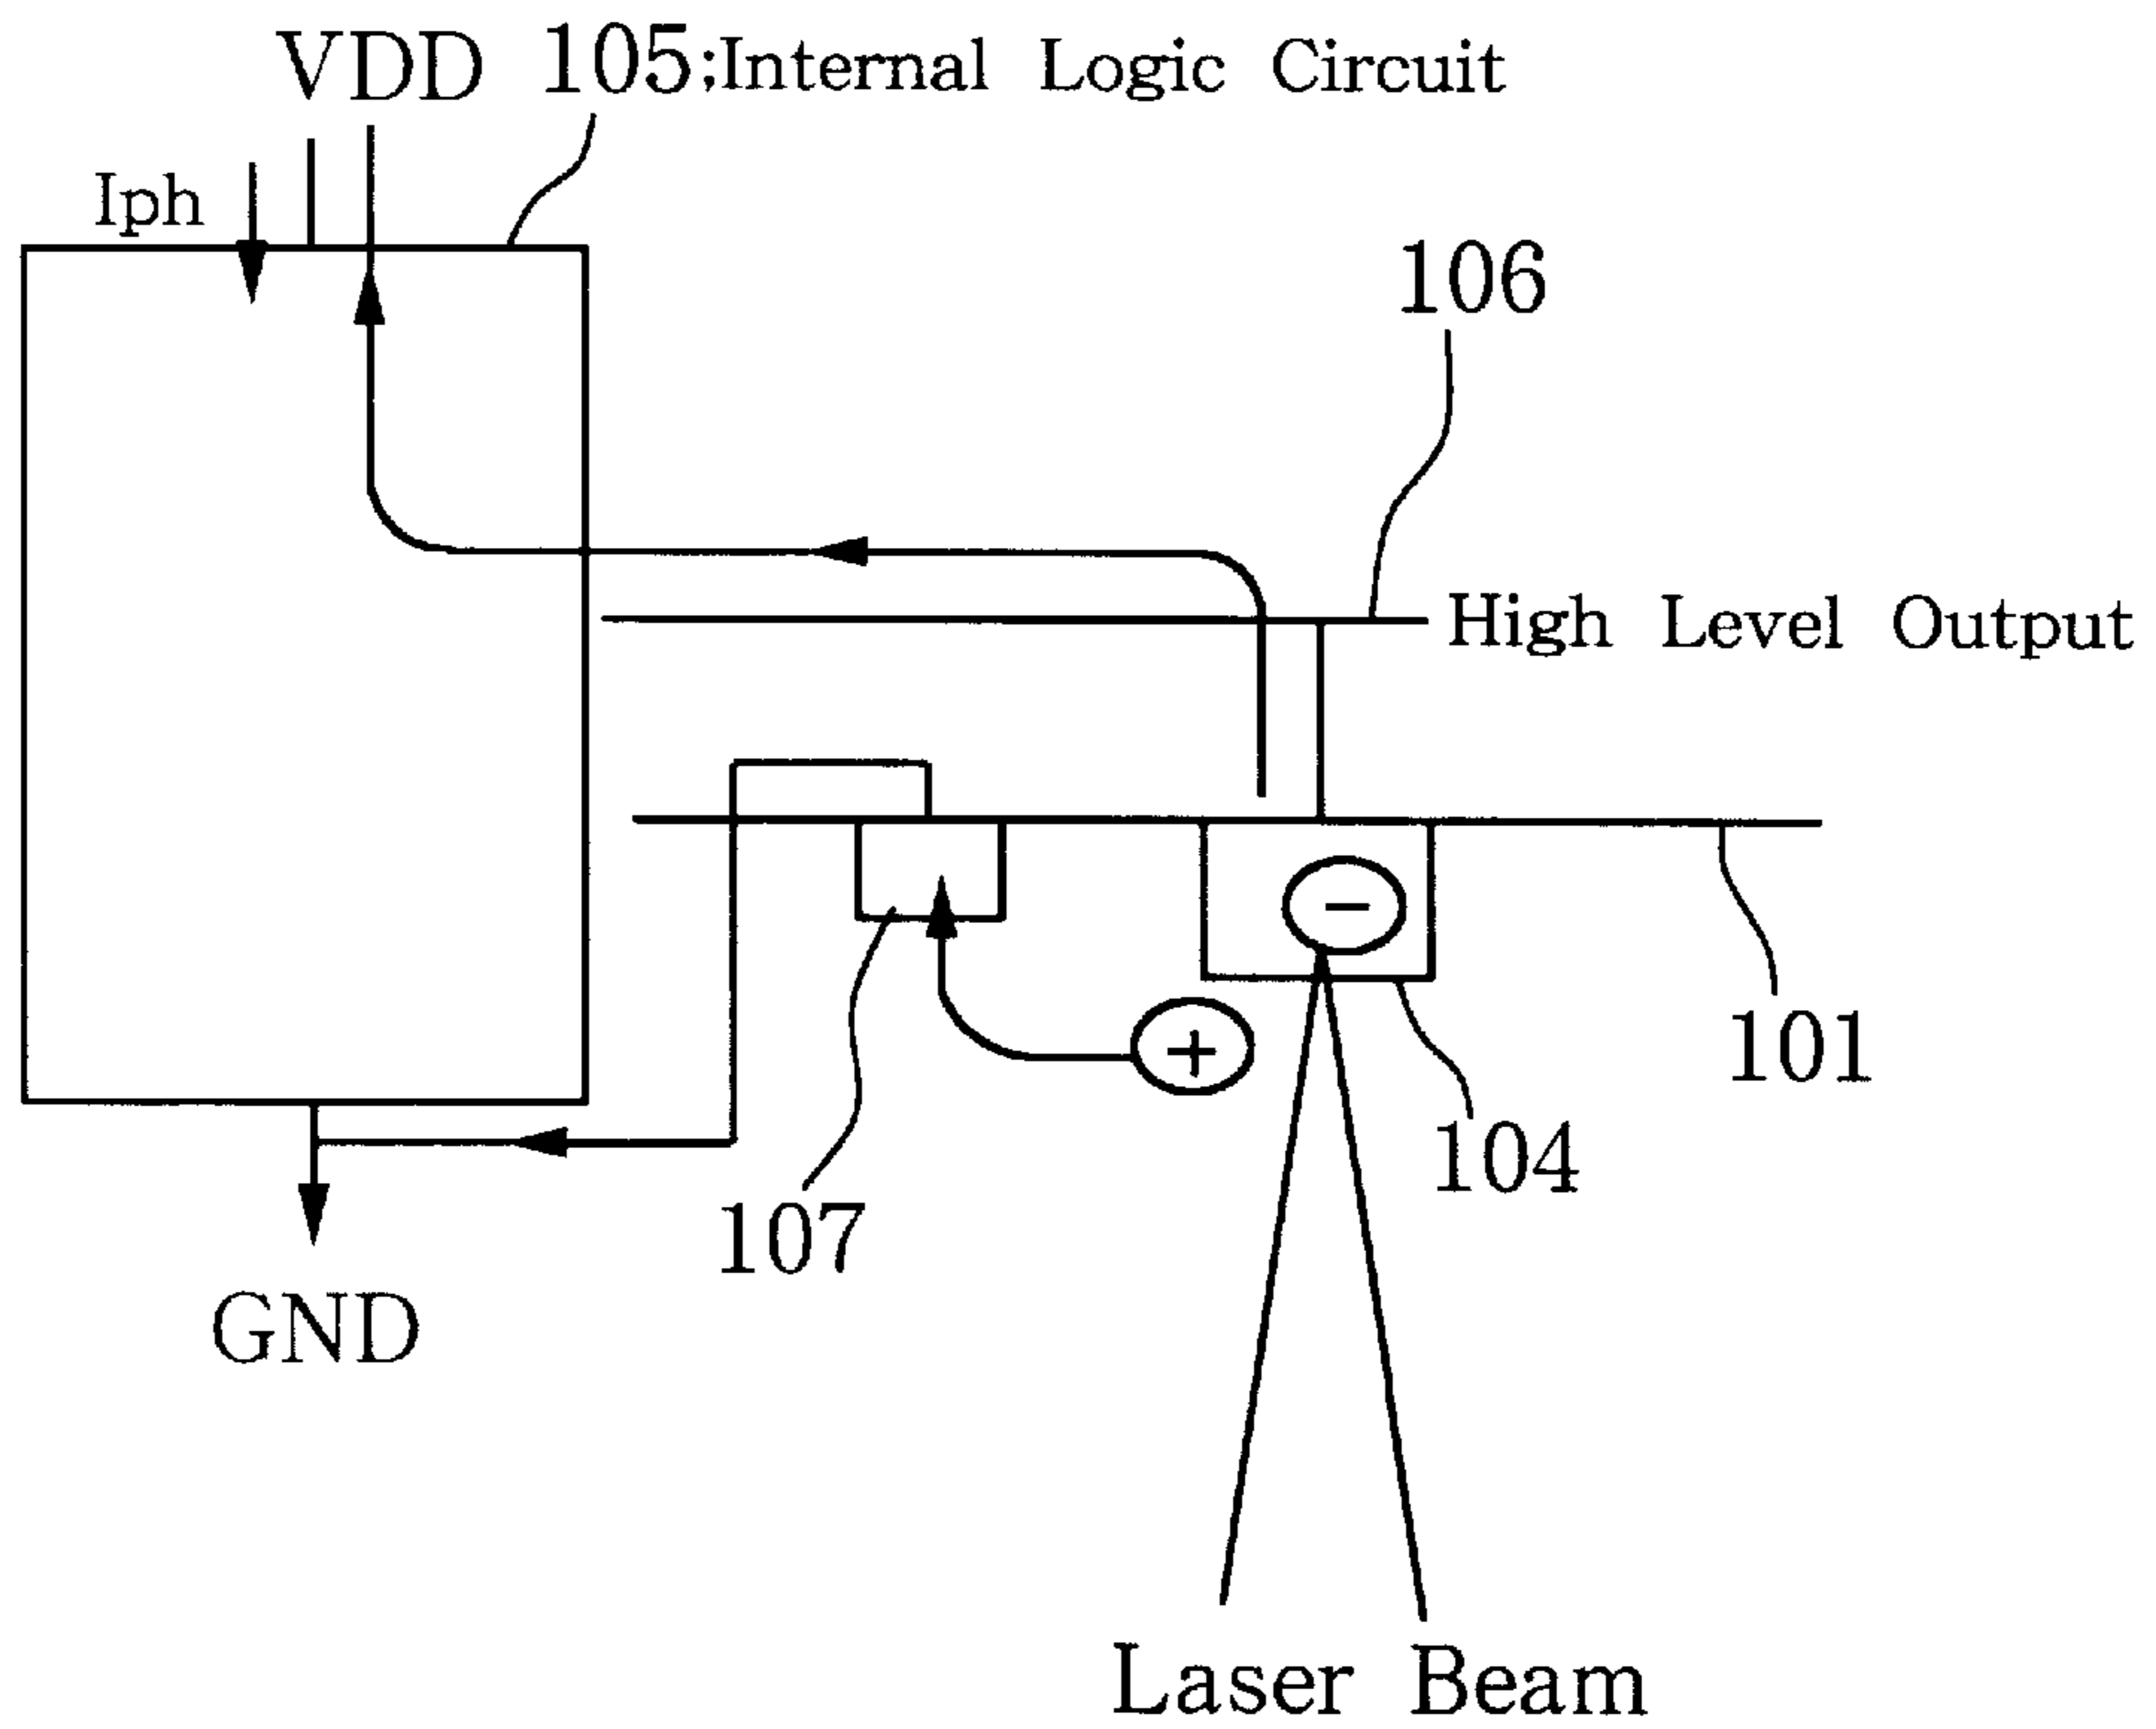 VDD 105;Internal Logic Circuit
Iph
106
High Level Output
−
+
101
104
107
GND
Laser Beam